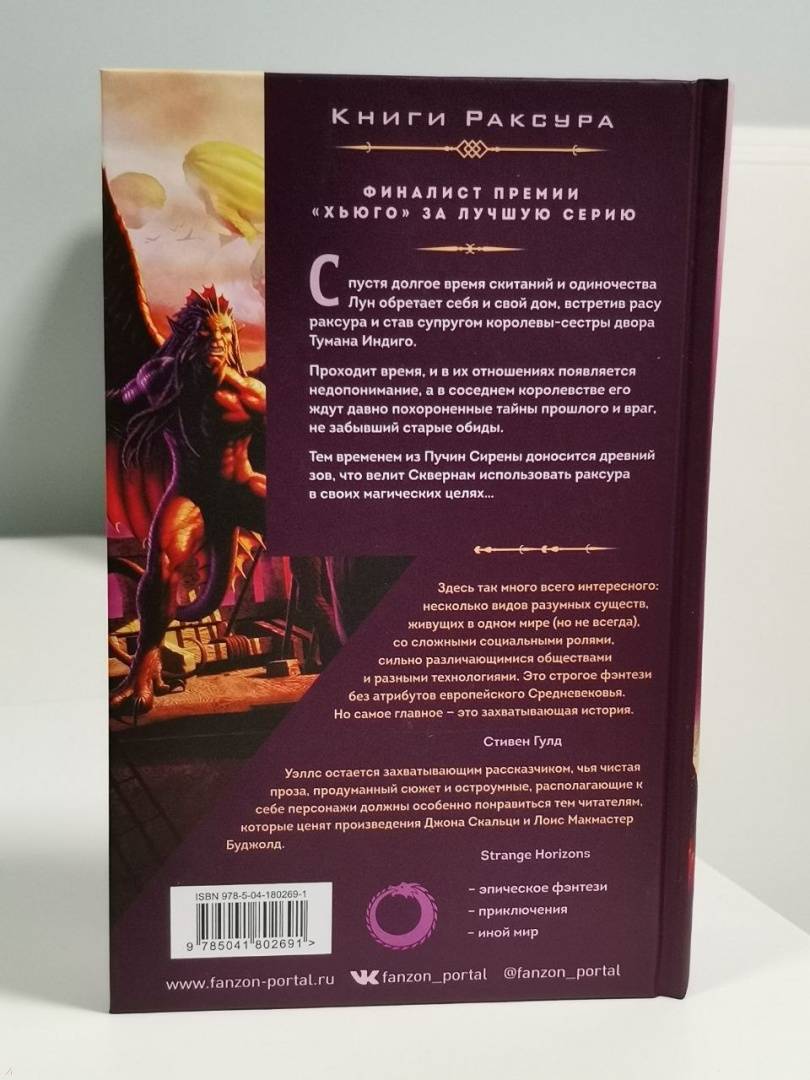 Книги Раксура
ФИНАЛИСТ ПРЕМИИ
«ХЬЮГО» ЗА ЛУЧШУЮ СЕРИЮ
Спустя долгое время скитаний и одиночества
Лун обретает себя и свой дом, встретив расу
раксура и став супругом королевы-сестры двора
Тумана Индиго.
Проходит время, и в их отношениях появляется
недопонимание, а в соседнем королевстве его
ждут давно похороненные тайны прошлого и враг,
не забывший старые обиды.
Тем временем из Пучин Сирены доносится древний
зов, что велит Сквернам использовать раксура
в своих магических целях...
Здесь так много всего интересного:
несколько видов разумных существ,
живущих в одном мире (но не всегда),
со сложными социальными ролями,
сильно различающимися обществами
и разными технологиями. Это строгое фэнтези
без атрибутов европейского Средневековья.
Но самое главное – это захватывающая история.
Стивен Гулд
Уэллс остается захватывающим рассказчиком, чья чистая
проза, продуманный сюжет и остроумные, располагающие к
себе персонажи должны особенно понравиться тем читателям,
которые ценят произведения Джона Скальци и Лоис Макмастер
Буджолд.
Strange Horizons
– эпическое фэнтези
– приключения
– иной мир
ISBN 978-5-04-180269-1
9 785041 802691 >
www.fanzon-portal.ru fanzon_portal @fanzon_portal